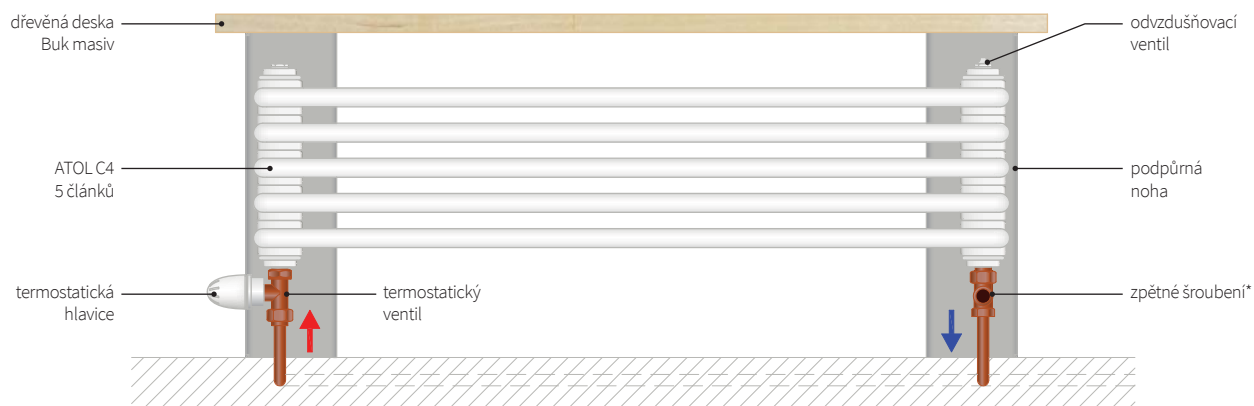 dřevěná deska
Buk masiv
odvzdušňovací
ventil
ATOL C4
5 článků
podpůrná
noha
termostatická
hlavice
termostatický
ventil
zpětné šroubení*